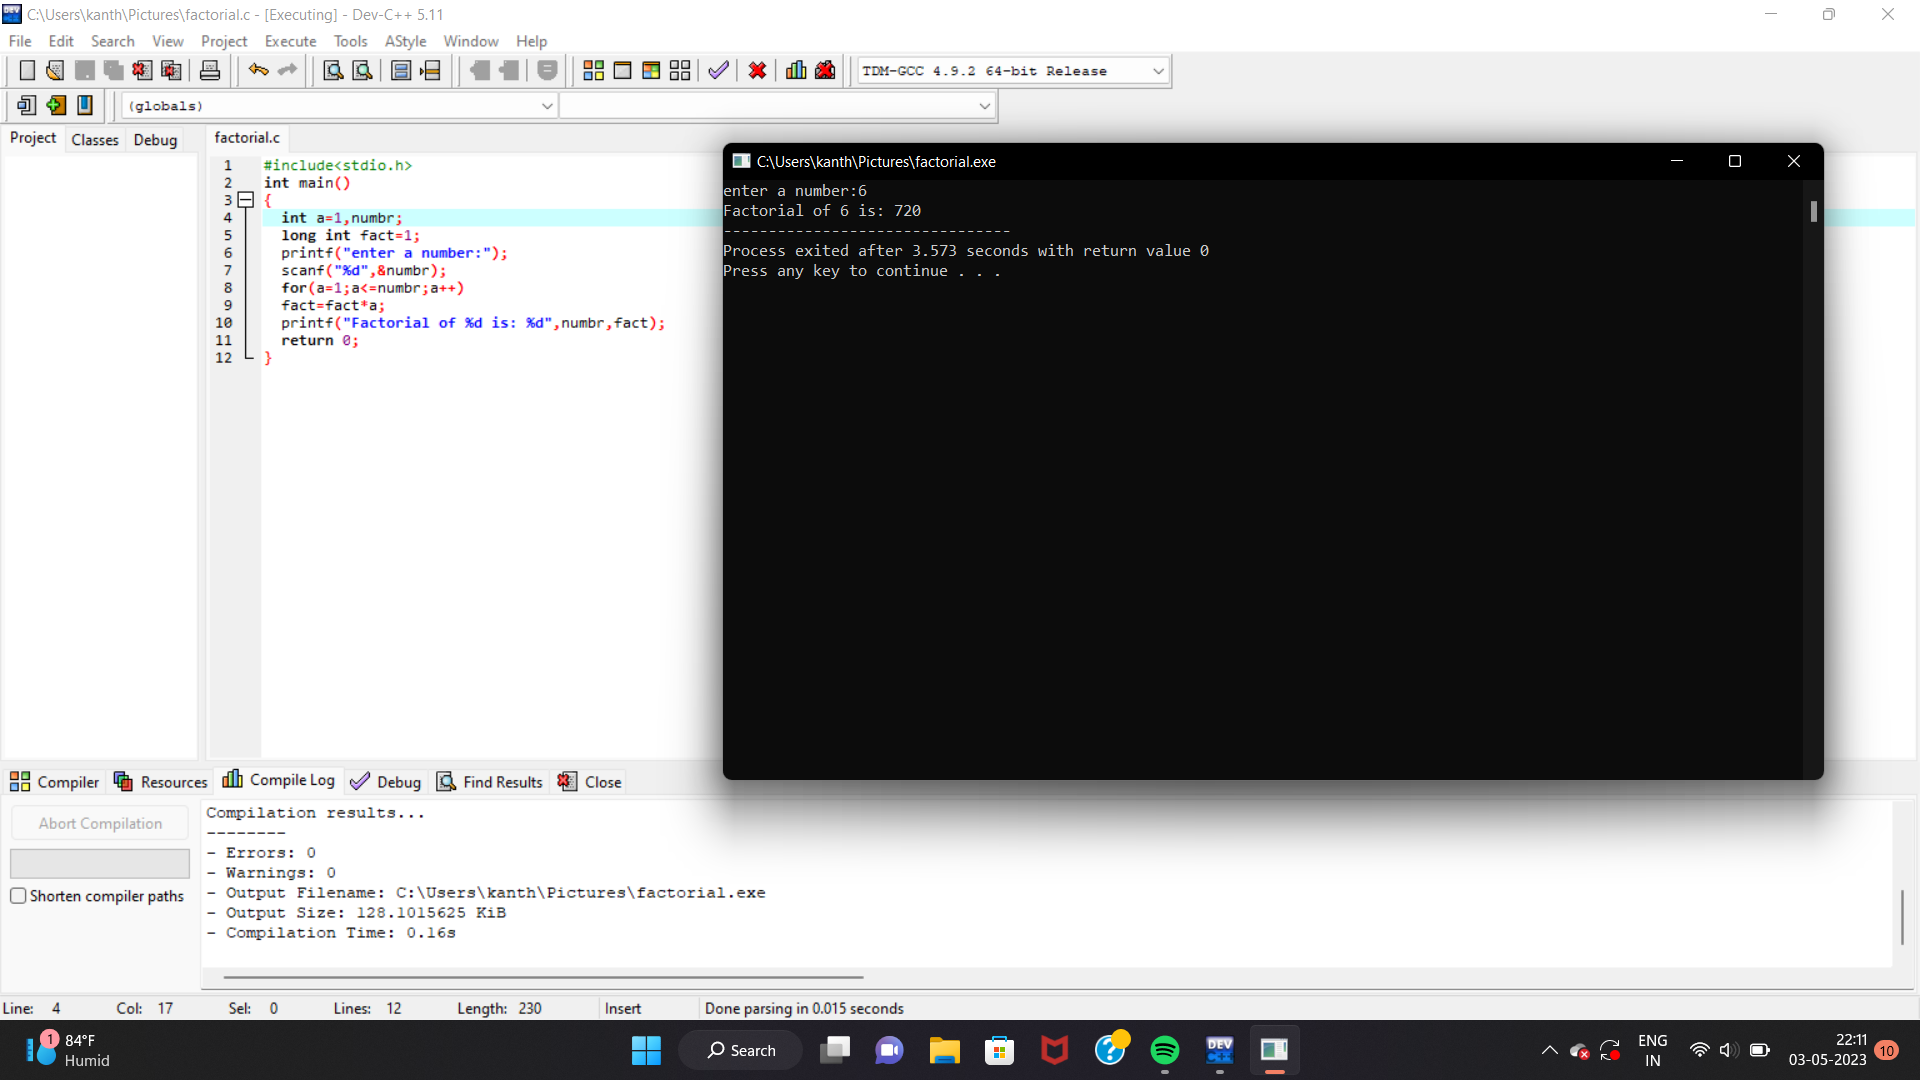 C:\Users\kanth\Pictures\factorial.c - [Executing] - Dev-C++ 5.11
File Edit Search View Project Execute Tools AStyle Window Help
TDM-GCC 4.9.2 64-bit Release
(globals)
Project Classes Debug
factorial.c
1 #include<stdio.h>
2 int main()
3 {
4 int a=1,numbr;
5 long int fact=1;
6 printf("enter a number:");
7 scanf("%d",&numbr);
8 for(a=1;a<=numbr;a++)
9 fact=fact*a;
10 printf("Factorial of %d is: %d",numbr,fact);
11 return 0;
12 }
C:\Users\kanth\Pictures\factorial.exe
enter a number:6
Factorial of 6 is: 720
--------------------------------
Process exited after 3.573 seconds with return value 0
Press any key to continue . . .
Compiler Resources Compile Log Debug Find Results Close
Abort Compilation
Shorten compiler paths
Compilation results...
--------
- Errors: 0
- Warnings: 0
- Output Filename: C:\Users\kanth\Pictures\factorial.exe
- Output Size: 128.1015625 KiB
- Compilation Time: 0.16s
Line: 4 Col: 17 Sel: 0 Lines: 12 Length: 230 Insert Done parsing in 0.015 seconds
1
84°F
Humid
Search
DEV
C++
ENG
IN
22:11
03-05-2023
10